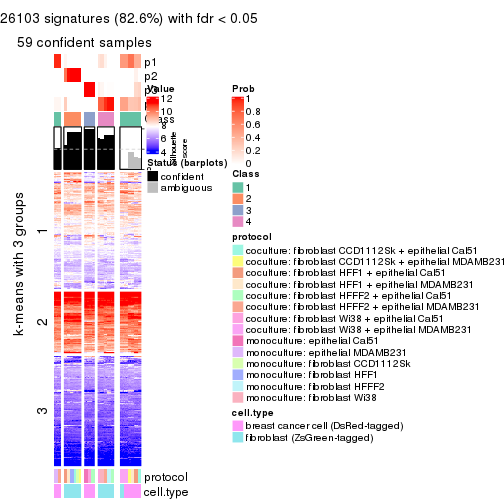 26103 signatures (82.6%) with fdr < 0.05
59 confident samples
p1
p2
p3
Class
Silhouette
score
k-means with 3 groups
1
2
3
protocol
cell.type
Value
12
10
8
6
4
Status (barplots)
confident
ambiguous
Prob
1
0.8
0.6
0.4
0.2
0
Class
1
2
3
4
protocol
coculture: fibroblast CCD1112Sk + epithelial Cal51
coculture: fibroblast CCD1112Sk + epithelial MDAMB231
coculture: fibroblast HFF1 + epithelial Cal51
coculture: fibroblast HFF1 + epithelial MDAMB231
coculture: fibroblast HFFF2 + epithelial Cal51
coculture: fibroblast HFFF2 + epithelial MDAMB231
coculture: fibroblast Wi38 + epithelial Cal51
coculture: fibroblast Wi38 + epithelial MDAMB231
monoculture: epithelial Cal51
monoculture: epithelial MDAMB231
monoculture: fibroblast CCD1112Sk
monoculture: fibroblast HFF1
monoculture: fibroblast HFFF2
monoculture: fibroblast Wi38
cell.type
breast cancer cell (DsRed-tagged)
fibroblast (ZsGreen-tagged)